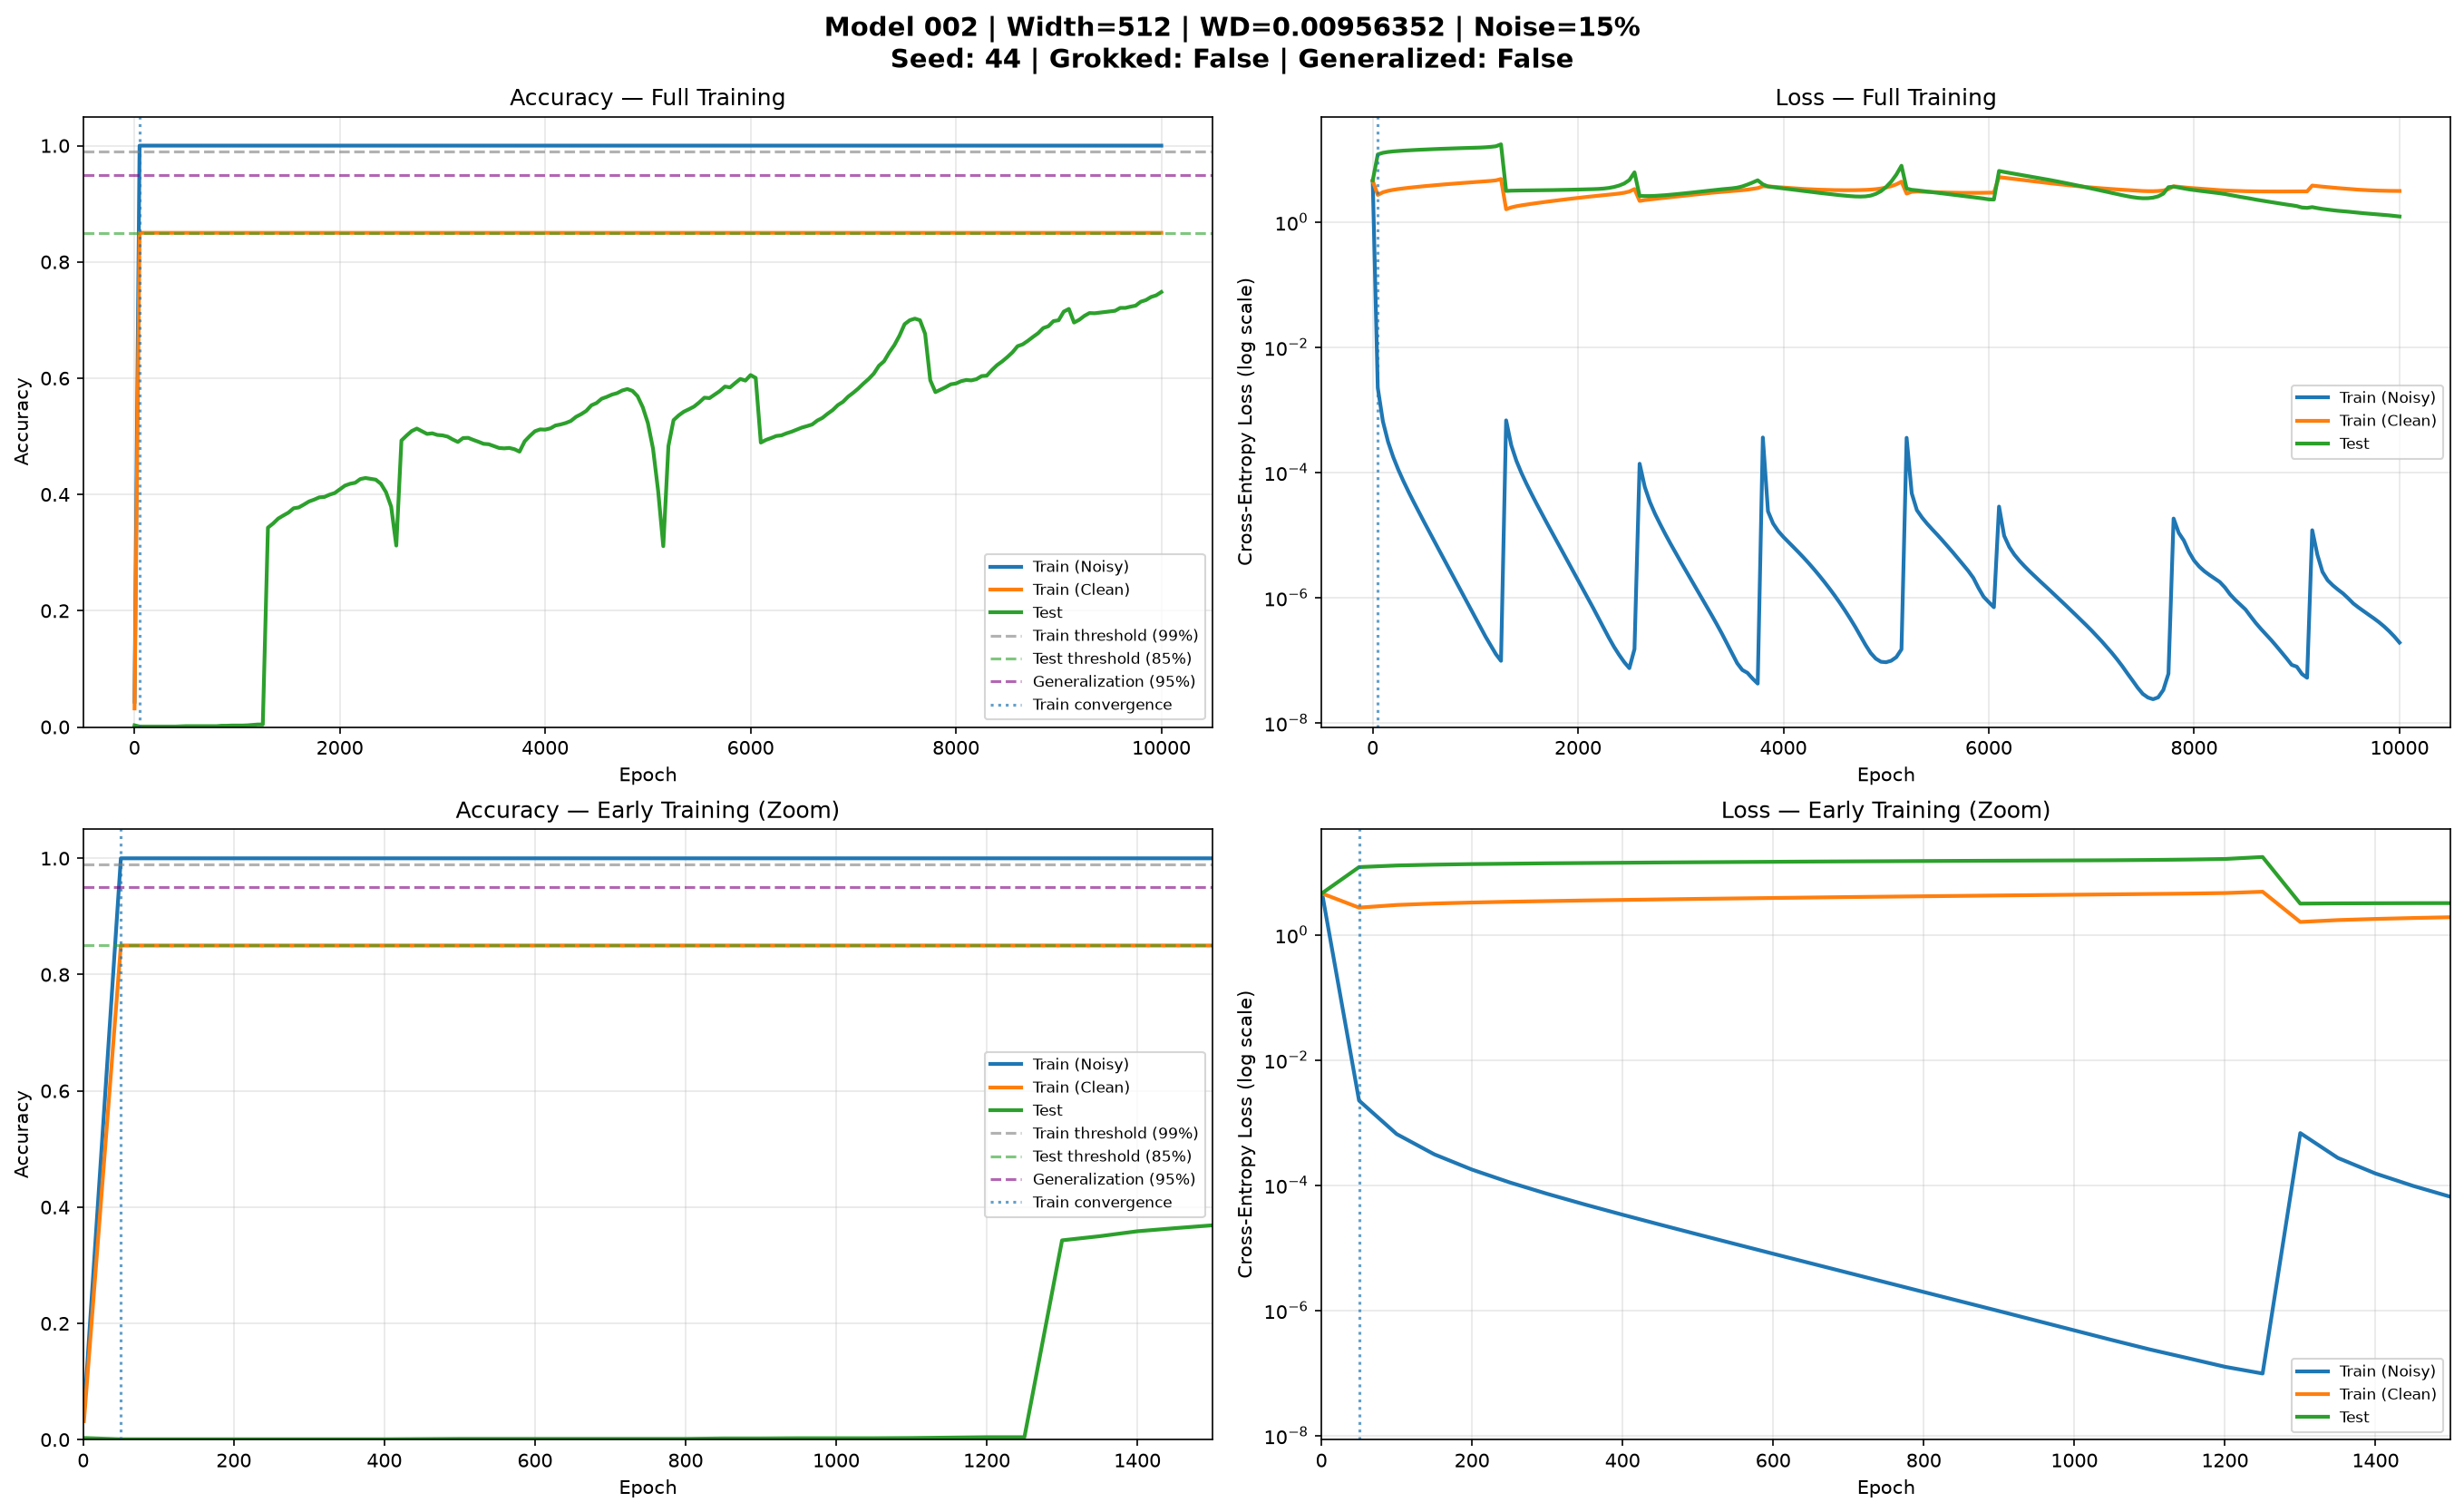 Model 002 | Width=512 | WD=0.00956352 | Noise=15%
Seed: 44 | Grokked: False | Generalized: False
Accuracy — Full Training
1.0
0.8
0.6
0.4
0.2
0.0
Accuracy
0 2000 4000 6000 8000 10000
Epoch
Train (Noisy)
Train (Clean)
Test
Train threshold (99%)
Test threshold (85%)
Generalization (95%)
Train convergence
Loss — Full Training
10⁰
10⁻²
10⁻⁴
10⁻⁶
10⁻⁸
Cross-Entropy Loss (log scale)
0 2000 4000 6000 8000 10000
Epoch
Train (Noisy)
Train (Clean)
Test
Accuracy — Early Training (Zoom)
1.0
0.8
0.6
0.4
0.2
0.0
Accuracy
0 200 400 600 800 1000 1200 1400
Epoch
Train (Noisy)
Train (Clean)
Test
Train threshold (99%)
Test threshold (85%)
Generalization (95%)
Train convergence
Loss — Early Training (Zoom)
10⁰
10⁻²
10⁻⁴
10⁻⁶
10⁻⁸
Cross-Entropy Loss (log scale)
0 200 400 600 800 1000 1200 1400
Epoch
Train (Noisy)
Train (Clean)
Test